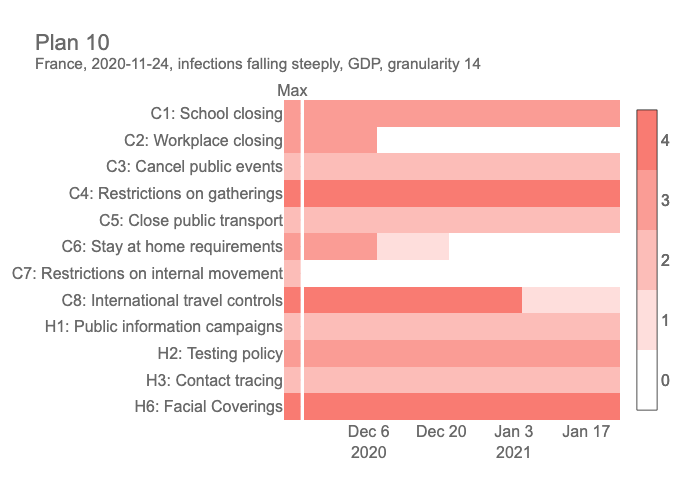 Plan 10
France, 2020-11-24, infections falling steeply, GDP, granularity 14
Max
C1: School closing
C2: Workplace closing
C3: Cancel public events
C4: Restrictions on gatherings
C5: Close public transport
C6: Stay at home requirements
C7: Restrictions on internal movement
C8: International travel controls
H1: Public information campaigns
H2: Testing policy
H3: Contact tracing
H6: Facial Coverings
4
3
2
1
0
Dec 6 Dec 20 Jan 3 Jan 17
2020 2021